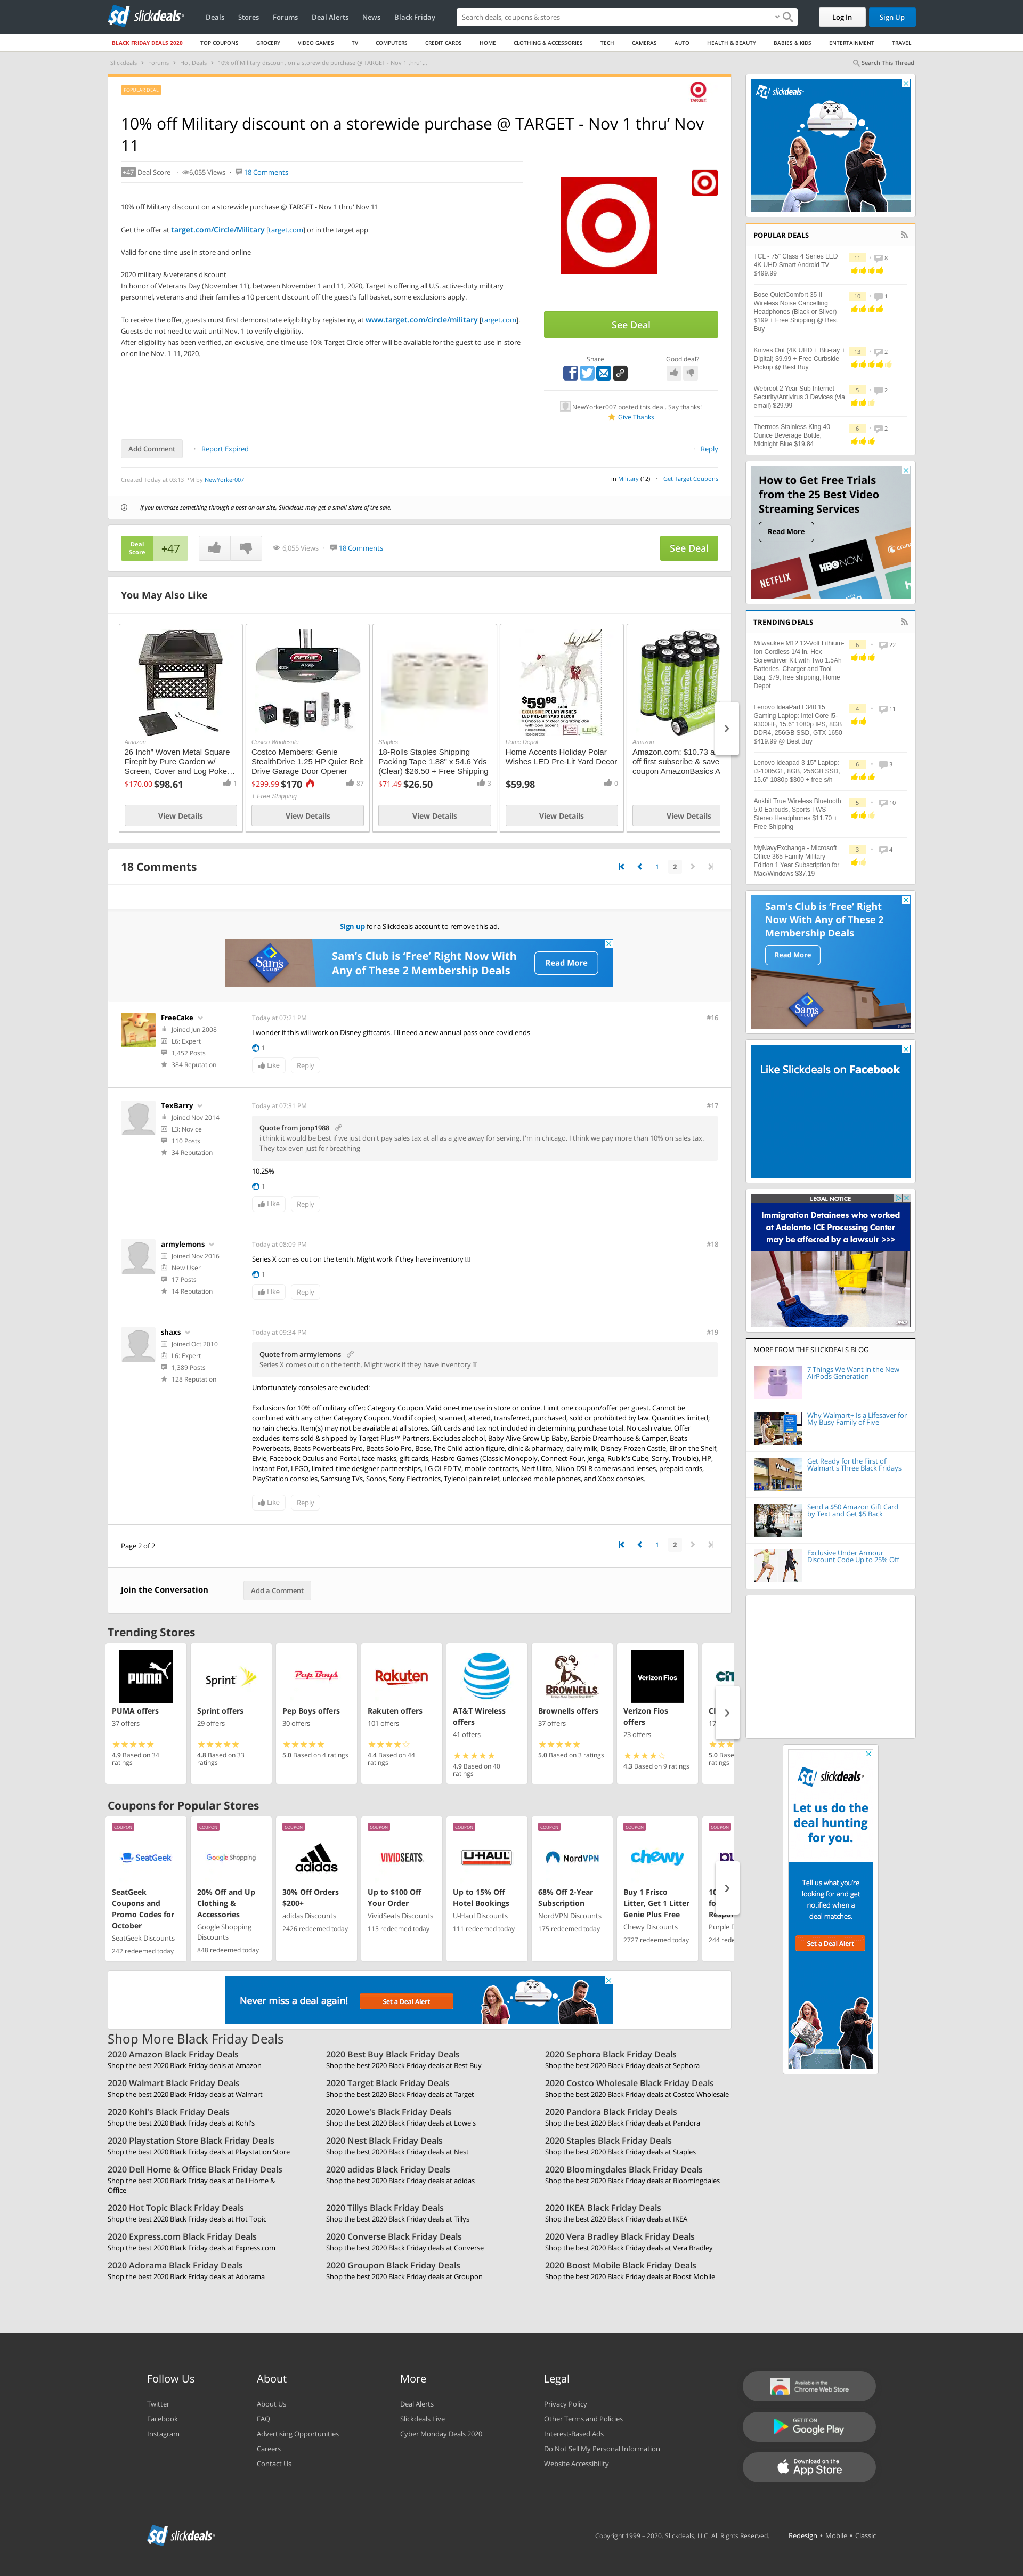 slickdeals
Deals
Stores
Forums
Deal Alerts
News
Black Friday
Search deals, coupons & stores
Log In
Sign Up
BLACK FRIDAY DEALS 2020
TOP COUPONS
GROCERY
VIDEO GAMES
TV
COMPUTERS
CREDIT CARDS
HOME
CLOTHING & ACCESSORIES
TECH
CAMERAS
AUTO
HEALTH & BEAUTY
BABIES & KIDS
ENTERTAINMENT
TRAVEL
Slickdeals > Forums > Hot Deals > 10% off Military discount on a storewide purchase @ TARGET - Nov 1 thru' ...
Search This Thread
POPULAR DEAL
TARGET
10% off Military discount on a storewide purchase @ TARGET - Nov 1 thru' Nov
11
+47 Deal Score
6,055 Views
18 Comments
10% off Military discount on a storewide purchase @ TARGET - Nov 1 thru' Nov 11
Get the offer at target.com/Circle/Military [target.com] or in the target app
Valid for one-time use in store and online
2020 military & veterans discount
In honor of Veterans Day (November 11), between November 1 and 11, 2020, Target is offering all U.S. active-duty military
personnel, veterans and their families a 10 percent discount off the guest's full basket, some exclusions apply.
To receive the offer, guests must first demonstrate eligibility by registering at www.target.com/circle/military [target.com].
Guests do not need to wait until Nov. 1 to verify eligibility.
After eligibility has been verified, an exclusive, one-time use 10% Target Circle offer will be available for the guest to use in-store
or online Nov. 1-11, 2020.
See Deal
Share
Good deal?
NewYorker007 posted this deal. Say thanks!
Give Thanks
Add Comment
Report Expired
Reply
Created Today at 03:13 PM by NewYorker007
in Military (12)
Get Target Coupons
If you purchase something through a post on our site, Slickdeals may get a small share of the sale.
Deal
Score
+47
6,055 Views
18 Comments
See Deal
You May Also Like
Amazon
26 Inch" Woven Metal Square
Firepit by Pure Garden w/
Screen, Cover and Log Poke...
$170.00 $98.61
1
View Details
GENIE
Costco Wholesale
Costco Members: Genie
StealthDrive 1.25 HP Quiet Belt
Drive Garage Door Opener
$299.99 $170
87
+ Free Shipping
View Details
Staples
18-Rolls Staples Shipping
Packing Tape 1.88" x 54.6 Yds
(Clear) $26.50 + Free Shipping
$71.49 $26.50
3
View Details
$59.98
EACH
EXCLUSIVE
POLAR WISHES
LED PRE-LIT YARD DECOR
Home Depot
Home Accents Holiday Polar
Wishes LED Pre-Lit Yard Decor
$59.98
0
View Details
Amazon
Amazon.com: $10.73 a
off first subscribe & save
coupon AmazonBasics A
View Details
18 Comments
1
2
Sign up for a Slickdeals account to remove this ad.
Sam's
CLUB
Sam's Club is 'Free' Right Now With
Any of These 2 Membership Deals
Read More
FreeCake
Joined Jun 2008
L6: Expert
1,452 Posts
384 Reputation
Today at 07:21 PM
#16
I wonder if this will work on Disney giftcards. I'll need a new annual pass once covid ends
1
Like
Reply
TexBarry
Joined Nov 2014
L3: Novice
110 Posts
34 Reputation
Today at 07:31 PM
#17
Quote from jonp1988
i think it would be best if we just don't pay sales tax at all as a give away for serving. I'm in chicago. I think we pay more than 10% on sales tax.
They tax even just for breathing
10.25%
1
Like
Reply
armylemons
Joined Nov 2016
New User
17 Posts
14 Reputation
Today at 08:09 PM
#18
Series X comes out on the tenth. Might work if they have inventory
1
Like
Reply
shaxs
Joined Oct 2010
L6: Expert
1,389 Posts
128 Reputation
Today at 09:34 PM
#19
Quote from armylemons
Series X comes out on the tenth. Might work if they have inventory
Unfortunately consoles are excluded:
Exclusions for 10% off military offer: Category Coupon. Valid one-time use in store or online. Limit one coupon/offer per guest. Cannot be
combined with any other Category Coupon. Void if copied, scanned, altered, transferred, purchased, sold or prohibited by law. Quantities limited;
no rain checks. Item(s) may not be available at all stores. Gift cards and tax not included in determining purchase total. No cash value. Offer
excludes items sold & shipped by Target Plus™ Partners. Excludes alcohol, Baby Alive Grow Up Baby, Barbie Dreamhouse & Camper, Beats
Powerbeats, Beats Powerbeats Pro, Beats Solo Pro, Bose, The Child action figure, clinic & pharmacy, dairy milk, Disney Frozen Castle, Elf on the Shelf,
Elvie, Facebook Oculus and Portal, face masks, gift cards, Hasbro Games (Classic Monopoly, Connect Four, Jenga, Rubik's Cube, Sorry, Trouble), HP,
Instant Pot, LEGO, limited-time designer partnerships, LG OLED TV, mobile contracts, Nerf Ultra, Nikon DSLR cameras and lenses, prepaid cards,
PlayStation consoles, Samsung TVs, Sonos, Sony Electronics, Tylenol pain relief, unlocked mobile phones, and Xbox consoles.
Like
Reply
Page 2 of 2
1
2
Join the Conversation
Add a Comment
Trending Stores
PUMA
PUMA offers
37 offers
4.9 Based on 34
ratings
Sprint
Sprint offers
29 offers
4.8 Based on 33
ratings
Pep Boys
Pep Boys offers
30 offers
5.0 Based on 4 ratings
Rakuten
Rakuten offers
101 offers
4.4 Based on 44
ratings
AT&T Wireless
offers
41 offers
4.9 Based on 40
ratings
BROWNELLS
Brownells offers
37 offers
5.0 Based on 3 ratings
Verizon Fios
Verizon Fios
offers
23 offers
4.3 Based on 9 ratings
17
5.0 Base
Coupons for Popular Stores
COUPON
SeatGeek
SeatGeek
Coupons and
Promo Codes for
October
SeatGeek Discounts
242 redeemed today
COUPON
Google Shopping
20% Off and Up
Clothing &
Accessories
Google Shopping
Discounts
848 redeemed today
COUPON
adidas
30% Off Orders
$200+
adidas Discounts
2426 redeemed today
COUPON
VIVIDSEATS
Up to $100 Off
Your Order
VividSeats Discounts
115 redeemed today
COUPON
U-HAUL
Up to 15% Off
Hotel Bookings
U-Haul Discounts
111 redeemed today
COUPON
NordVPN
68% Off 2-Year
Subscription
NordVPN Discounts
175 redeemed today
COUPON
chewy
Buy 1 Frisco
Litter, Get 1 Litter
Genie Plus Free
Chewy Discounts
2727 redeemed today
COUPON
10
fo
Respo
Purple D
244 rede
Never miss a deal again!
Set a Deal Alert
Shop More Black Friday Deals
2020 Amazon Black Friday Deals
Shop the best 2020 Black Friday deals at Amazon
2020 Best Buy Black Friday Deals
Shop the best 2020 Black Friday deals at Best Buy
2020 Sephora Black Friday Deals
Shop the best 2020 Black Friday deals at Sephora
2020 Walmart Black Friday Deals
Shop the best 2020 Black Friday deals at Walmart
2020 Target Black Friday Deals
Shop the best 2020 Black Friday deals at Target
2020 Costco Wholesale Black Friday Deals
Shop the best 2020 Black Friday deals at Costco Wholesale
2020 Kohl's Black Friday Deals
Shop the best 2020 Black Friday deals at Kohl's
2020 Lowe's Black Friday Deals
Shop the best 2020 Black Friday deals at Lowe's
2020 Pandora Black Friday Deals
Shop the best 2020 Black Friday deals at Pandora
2020 Playstation Store Black Friday Deals
Shop the best 2020 Black Friday deals at Playstation Store
2020 Nest Black Friday Deals
Shop the best 2020 Black Friday deals at Nest
2020 Staples Black Friday Deals
Shop the best 2020 Black Friday deals at Staples
2020 Dell Home & Office Black Friday Deals
Shop the best 2020 Black Friday deals at Dell Home &
Office
2020 adidas Black Friday Deals
Shop the best 2020 Black Friday deals at adidas
2020 Bloomingdales Black Friday Deals
Shop the best 2020 Black Friday deals at Bloomingdales
2020 Hot Topic Black Friday Deals
Shop the best 2020 Black Friday deals at Hot Topic
2020 Tillys Black Friday Deals
Shop the best 2020 Black Friday deals at Tillys
2020 IKEA Black Friday Deals
Shop the best 2020 Black Friday deals at IKEA
2020 Express.com Black Friday Deals
Shop the best 2020 Black Friday deals at Express.com
2020 Converse Black Friday Deals
Shop the best 2020 Black Friday deals at Converse
2020 Vera Bradley Black Friday Deals
Shop the best 2020 Black Friday deals at Vera Bradley
2020 Adorama Black Friday Deals
Shop the best 2020 Black Friday deals at Adorama
2020 Groupon Black Friday Deals
Shop the best 2020 Black Friday deals at Groupon
2020 Boost Mobile Black Friday Deals
Shop the best 2020 Black Friday deals at Boost Mobile
slickdeals
POPULAR DEALS
TCL - 75" Class 4 Series LED
4K UHD Smart Android TV
$499.99
11
8
Bose QuietComfort 35 II
Wireless Noise Cancelling
Headphones (Black or Silver)
$199 + Free Shipping @ Best
Buy
10
1
Knives Out (4K UHD + Blu-ray +
Digital) $9.99 + Free Curbside
Pickup @ Best Buy
13
2
Webroot 2 Year Sub Internet
Security/Antivirus 3 Devices (via
email) $29.99
5
2
Thermos Stainless King 40
Ounce Beverage Bottle,
Midnight Blue $19.84
6
2
How to Get Free Trials
from the 25 Best Video
Streaming Services
Read More
NETFLIX
HBO NOW
TRENDING DEALS
Milwaukee M12 12-Volt Lithium-
Ion Cordless 1/4 in. Hex
Screwdriver Kit with Two 1.5Ah
Batteries, Charger and Tool
Bag, $79, free shipping, Home
Depot
6
22
Lenovo IdeaPad L340 15
Gaming Laptop: Intel Core i5-
9300HF, 15.6" 1080p IPS, 8GB
DDR4, 256GB SSD, GTX 1650
$419.99 @ Best Buy
4
11
Lenovo Ideapad 3 15" Laptop:
i3-1005G1, 8GB, 256GB SSD,
15.6" 1080p $300 + free s/h
6
3
Ankbit True Wireless Bluetooth
5.0 Earbuds, Sports TWS
Stereo Headphones $11.70 +
Free Shipping
5
10
MyNavyExchange - Microsoft
Office 365 Family Military
Edition 1 Year Subscription for
Mac/Windows $37.19
3
4
Sam's Club is 'Free' Right
Now With Any of These 2
Membership Deals
Read More
Sam's
CLUB
Like Slickdeals on Facebook
LEGAL NOTICE
Immigration Detainees who worked
at Adelanto ICE Processing Center
may be affected by a lawsuit >>>
MORE FROM THE SLICKDEALS BLOG
7 Things We Want in the New
AirPods Generation
Why Walmart+ Is a Lifesaver for
My Busy Family of Five
Get Ready for the First of
Walmart's Three Black Fridays
Send a $50 Amazon Gift Card
by Text and Get $5 Back
Exclusive Under Armour
Discount Code Up to 25% Off
slickdeals
Let us do the
deal hunting
for you.
Tell us what you're
looking for and get
notified when a
deal matches.
Set a Deal Alert
Follow Us
Twitter
Facebook
Instagram
About
About Us
FAQ
Advertising Opportunities
Careers
Contact Us
More
Deal Alerts
Slickdeals Live
Cyber Monday Deals 2020
Legal
Privacy Policy
Other Terms and Policies
Interest-Based Ads
Do Not Sell My Personal Information
Website Accessibility
Available in the
Chrome Web Store
GET IT ON
Google Play
Download on the
App Store
slickdeals
Copyright 1999 - 2020. Slickdeals, LLC. All Rights Reserved.
Redesign • Mobile • Classic